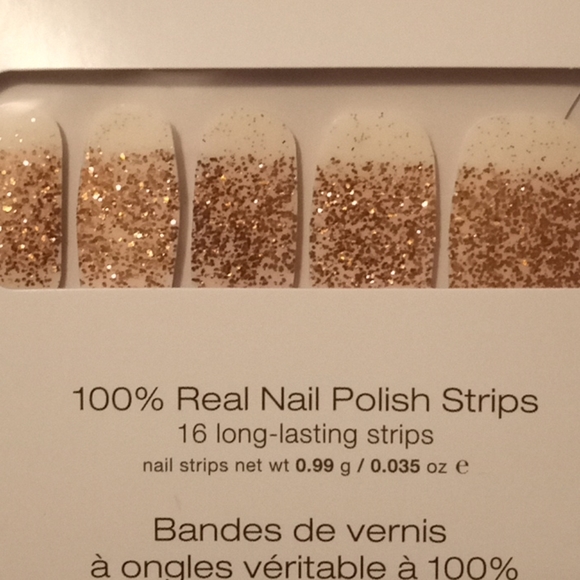 100% Real Nail Polish Strips
16 long-lasting strips
nail strips net wt 0.99 g / 0.035 oz ℮
Bandes de vernis
à ongles véritable à 100%